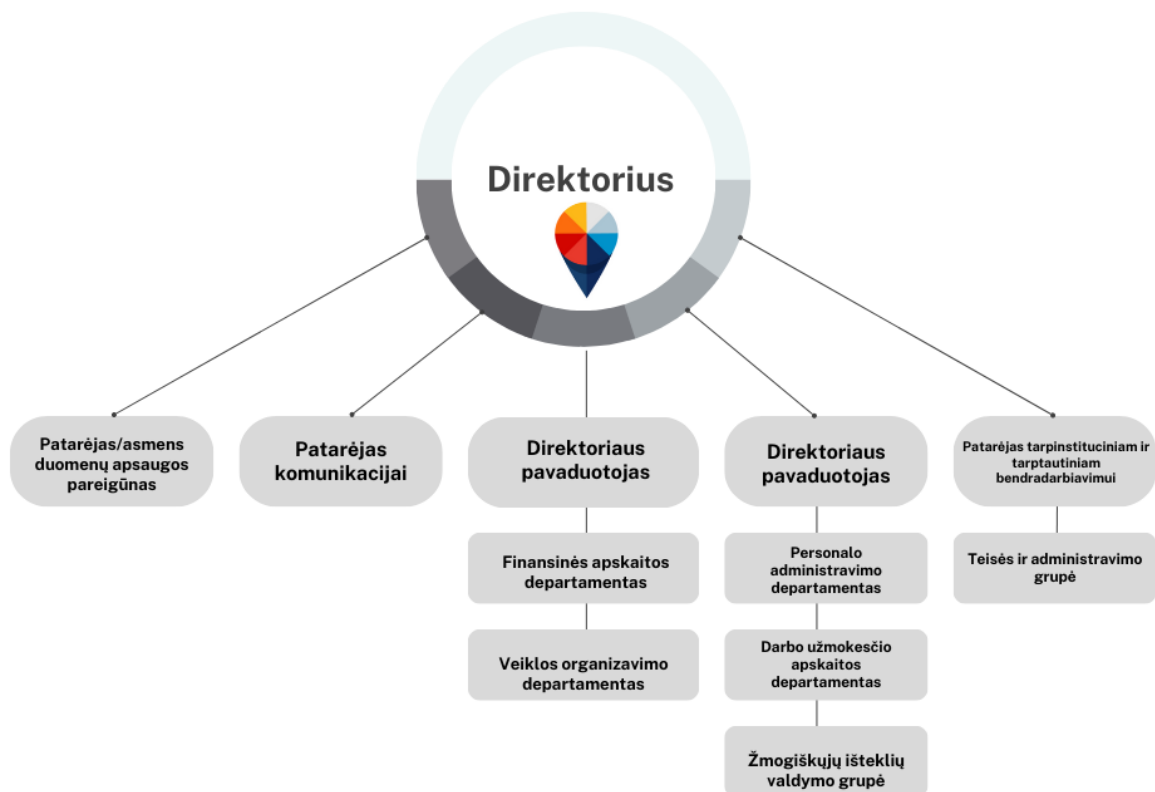 Direktorius
Patarėjas/asmens
duomenų apsaugos
pareigūnas
Patarėjas
komunikacijai
Direktoriaus
pavaduotojas
Direktoriaus
pavaduotojas
Patarėjas tarpinstituciniam ir
tarptautiniam
bendradarbiavimui
Finansinės apskaitos
departamentas
Personalo
administravimo
departamentas
Teisės ir administravimo
grupė
Veiklos organizavimo
departamentas
Darbo užmokesčio
apskaitos
departamentas
Žmogiškųjų išteklių
valdymo grupė